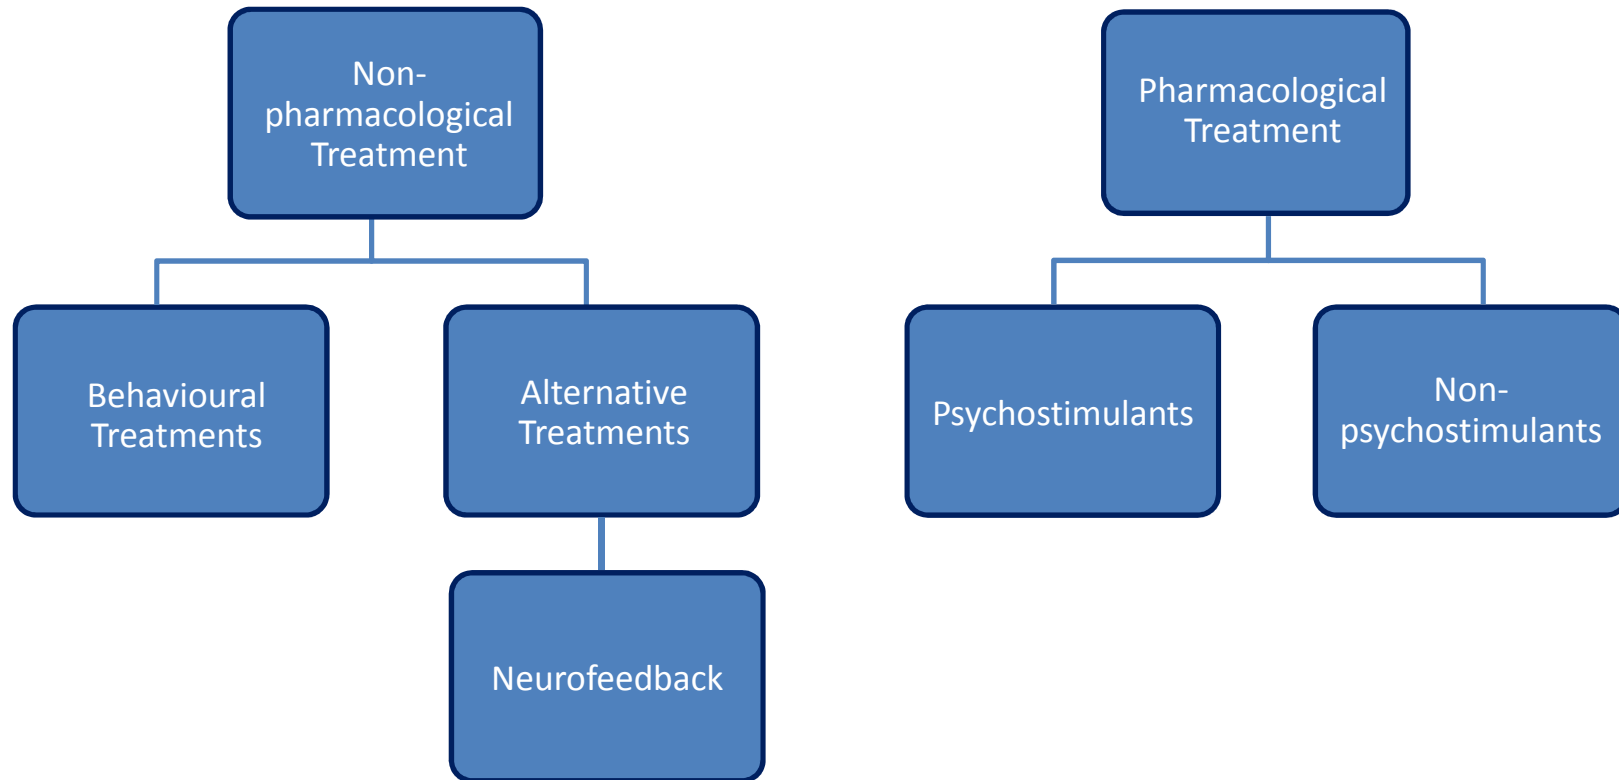 Non-
pharmacological
Treatment
Pharmacological
Treatment
Behavioural
Treatments
Alternative
Treatments
Psychostimulants
Non-
psychostimulants
Neurofeedback